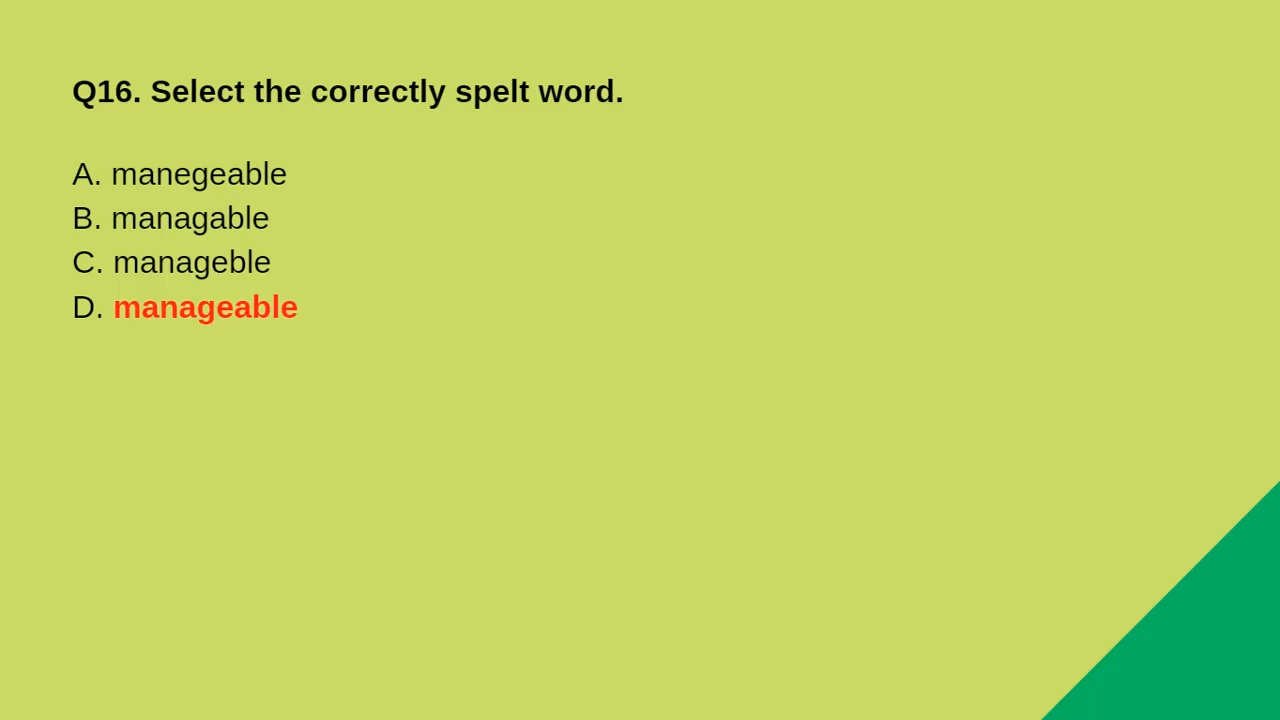 Q16. Select the correctly spelt word.
A. manegeable
B. managable
C. manageble
D. manageable